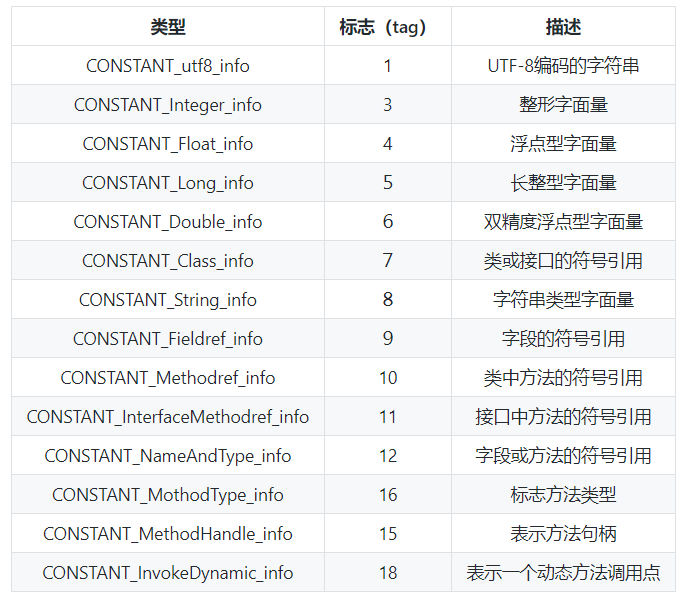 类型 标志（tag） 描述
CONSTANT_utf8_info 1 UTF-8编码的字符串
CONSTANT_Integer_info 3 整形字面量
CONSTANT_Float_info 4 浮点型字面量
CONSTANT_Long_info 5 长整型字面量
CONSTANT_Double_info 6 双精度浮点型字面量
CONSTANT_Class_info 7 类或接口的符号引用
CONSTANT_String_info 8 字符串类型字面量
CONSTANT_Fieldref_info 9 字段的符号引用
CONSTANT_Methodref_info 10 类中方法的符号引用
CONSTANT_InterfaceMethodref_info 11 接口中方法的符号引用
CONSTANT_NameAndType_info 12 字段或方法的符号引用
CONSTANT_MothodType_info 16 标志方法类型
CONSTANT_MethodHandle_info 15 表示方法句柄
CONSTANT_InvokeDynamic_info 18 表示一个动态方法调用点